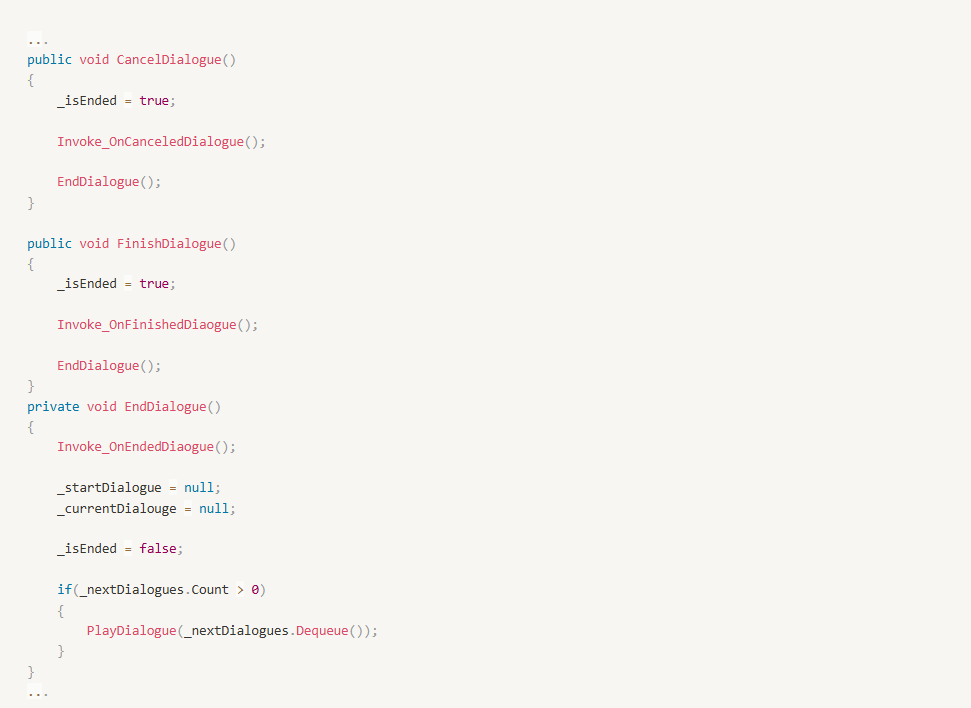 ...
public void CancelDialogue()
{
    _isEnded = true;

    Invoke_OnCanceledDialogue();

    EndDialogue();
}

public void FinishDialogue()
{
    _isEnded = true;

    Invoke_OnFinishedDiaogue();

    EndDialogue();
}
private void EndDialogue()
{
    Invoke_OnEndedDiaogue();

    _startDialogue = null;
    _currentDialouge = null;

    _isEnded = false;

    if(_nextDialogues.Count > 0)
    {
        PlayDialogue(_nextDialogues.Dequeue());
    }
}
...